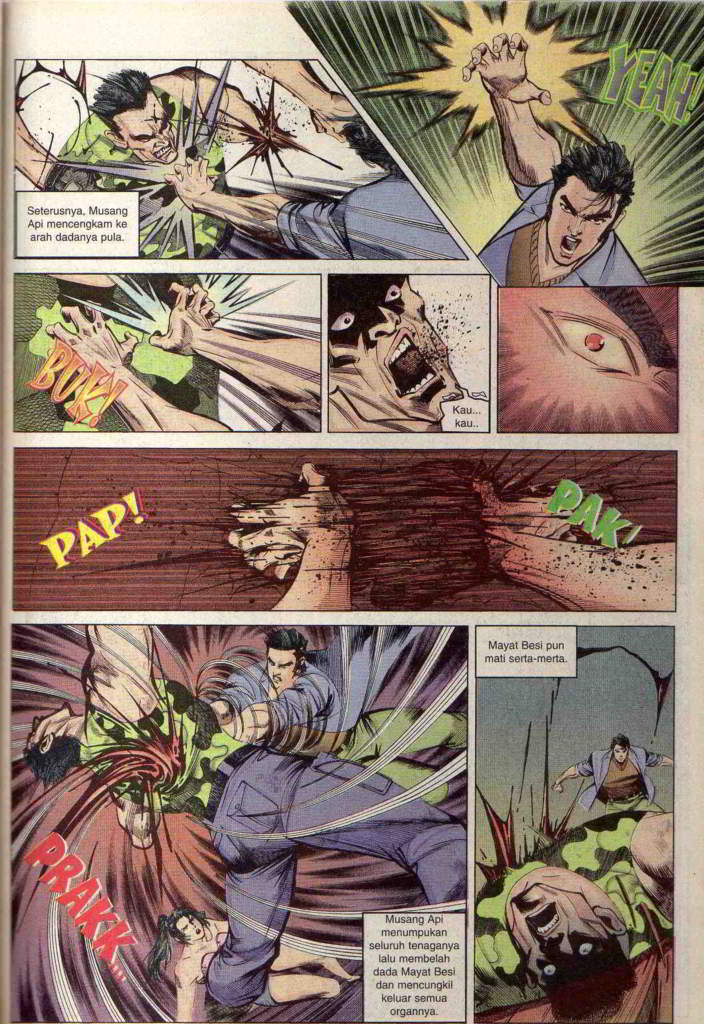 YEAH!
Seterusnya, Musang
Api mencengkam ke
arah dadanya pula.
BUK!
Kau...
kau..
PAP!
PAK!
Mayat Besi pun
mati serta-merta.
PRAKK...
Musang Api
menumpukan
seluruh tenaganya
lalu membelah
dada Mayat Besi
dan mencungkil
keluar semua
organnya.